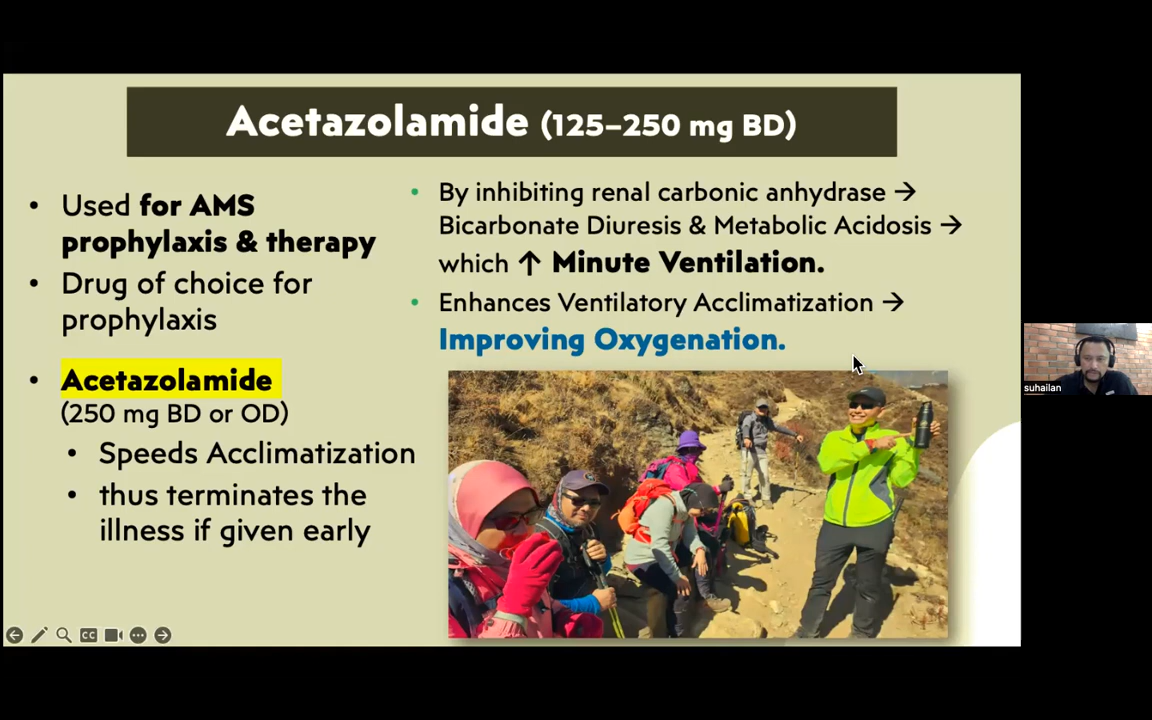 Acetazolamide (125–250 mg BD)
• Used for AMS
prophylaxis & therapy
• Drug of choice for
prophylaxis
• Acetazolamide
(250 mg BD or OD)
• Speeds Acclimatization
• thus terminates the
illness if given early
• By inhibiting renal carbonic anhydrase →
Bicarbonate Diuresis & Metabolic Acidosis →
which ↑ Minute Ventilation.
• Enhances Ventilatory Acclimatization →
Improving Oxygenation.
CC
suhailan